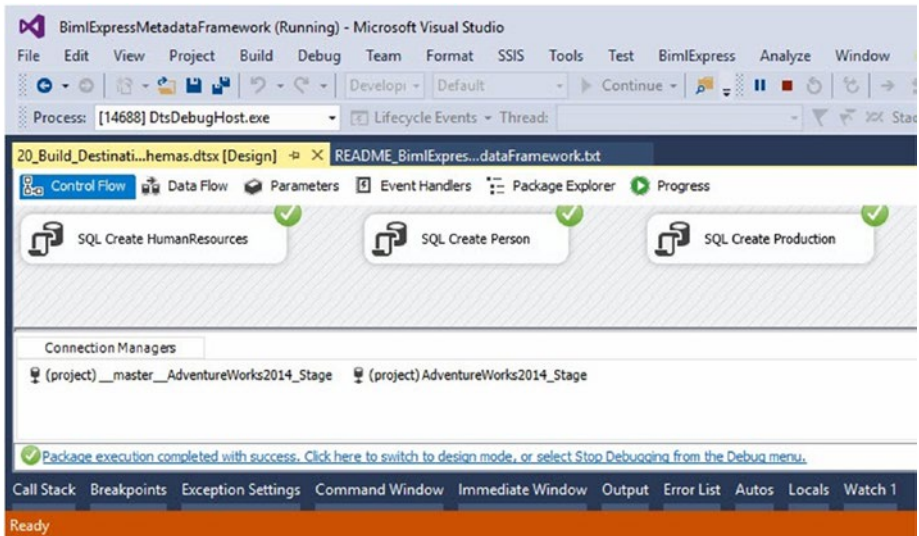 BimlExpressMetadataFramework (Running) - Microsoft Visual Studio
File Edit View Project Build Debug Team Format SSIS Tools Test BimlExpress Analyze Window
Develop Default Continue
Process: [14688] DtsDebugHost.exe Lifecycle Events Thread:
20_Build_Destinati...hemas.dtsx [Design] README_BimlExpres...dataFramework.txt
Control Flow Data Flow Parameters Event Handlers Package Explorer Progress
SQL Create HumanResources SQL Create Person SQL Create Production
Connection Managers
(project) __master__AdventureWorks2014_Stage (project) AdventureWorks2014_Stage
Package execution completed with success. Click here to switch to design mode, or select Stop Debugging from the Debug menu.
Call Stack Breakpoints Exception Settings Command Window Immediate Window Output Error List Autos Locals Watch 1
Ready